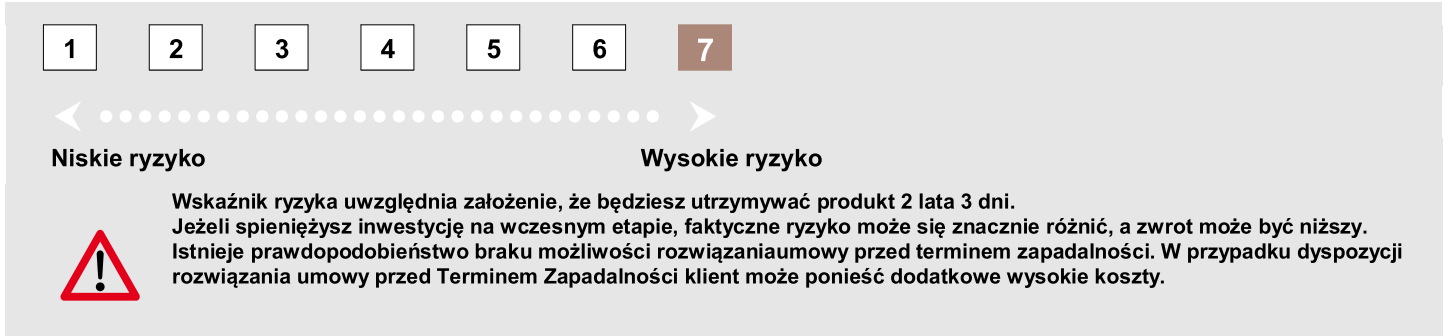 1 2 3 4 5 6 7
Niskie ryzyko Wysokie ryzyko
Wskaźnik ryzyka uwzględnia założenie, że będziesz utrzymywać produkt 2 lata 3 dni.
Jeżeli spieniężysz inwestycję na wczesnym etapie, faktyczne ryzyko może się znacznie różnić, a zwrot może być niższy.
Istnieje prawdopodobieństwo braku możliwości rozwiązaniaumowy przed terminem zapadalności. W przypadku dyspozycji
rozwiązania umowy przed Terminem Zapadalności klient może ponieść dodatkowe wysokie koszty.